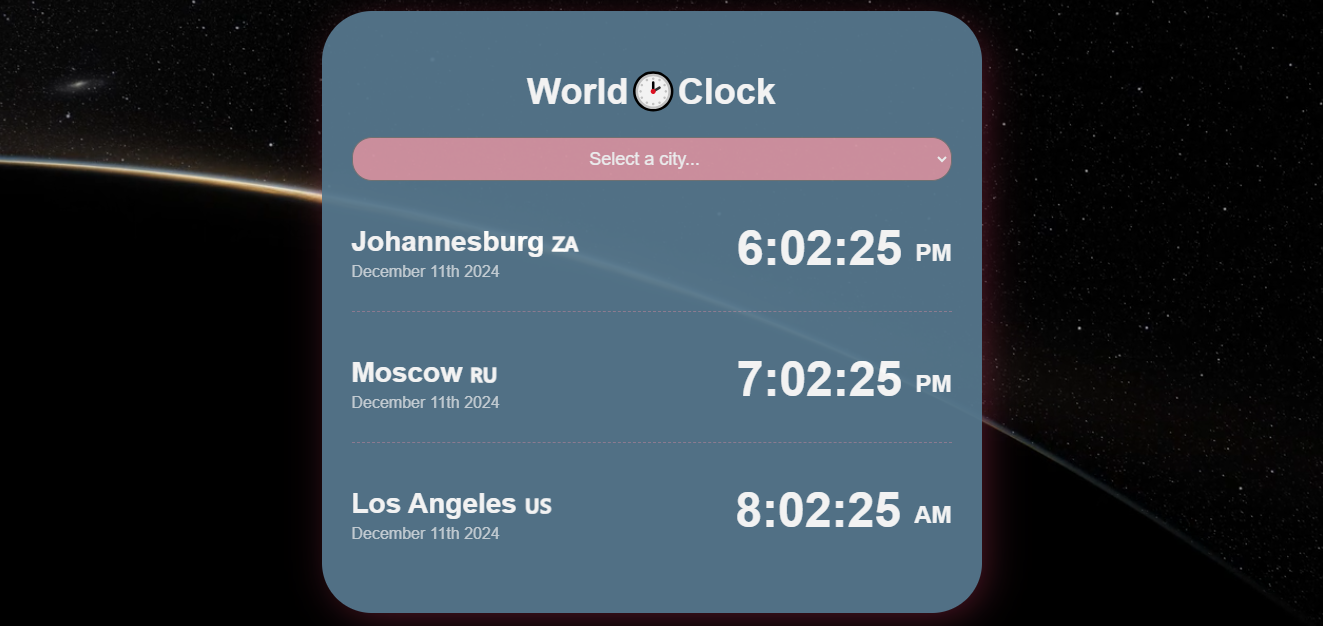 World Clock
Select a city...
Johannesburg ZA
6:02:25 PM
December 11th 2024
Moscow RU
7:02:25 PM
December 11th 2024
Los Angeles US
8:02:25 AM
December 11th 2024